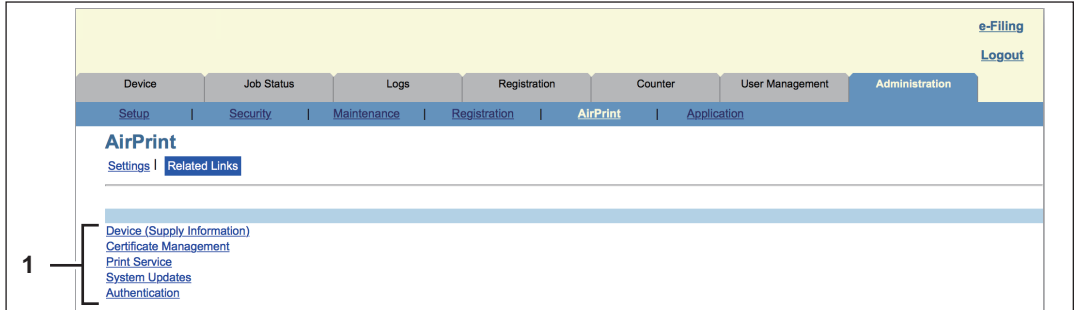 e-Filing
Logout
Device Job Status Logs Registration Counter User Management Administration
Setup | Security | Maintenance | Registration | AirPrint | Application
AirPrint
Settings | Related Links
Device (Supply Information)
Certificate Management
1 Print Service
System Updates
Authentication